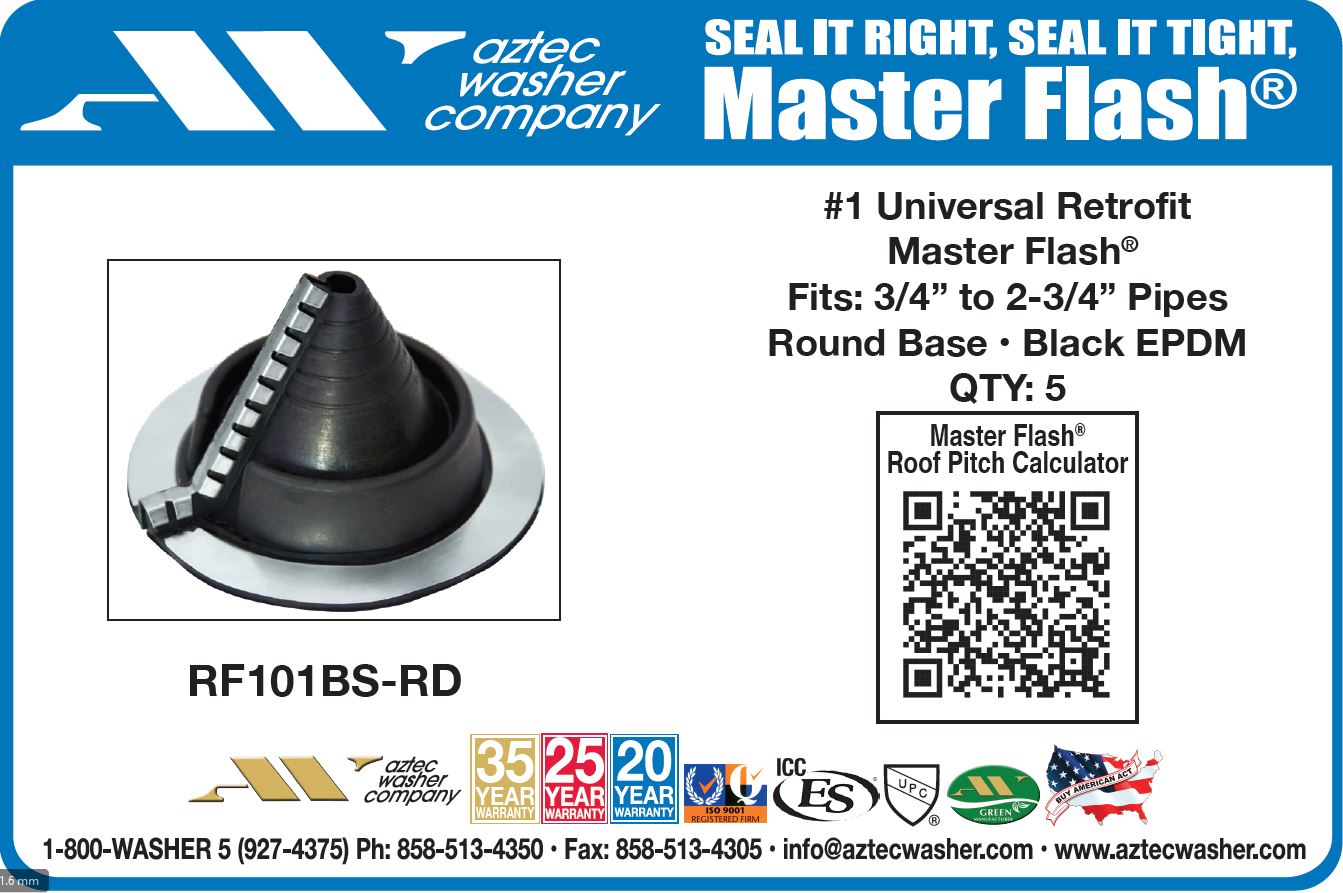 aztec
washer
company
SEAL IT RIGHT, SEAL IT TIGHT,
Master Flash®
#1 Universal Retrofit
Master Flash®
Fits: 3/4” to 2-3/4” Pipes
Round Base • Black EPDM
QTY: 5
Master Flash®
Roof Pitch Calculator
RF101BS-RD
aztec
washer
company
35
YEAR
WARRANTY
25
YEAR
WARRANTY
20
YEAR
WARRANTY
Q
ISO 9001
REGISTERED FIRM
ICC
ES
UPC
®
GREEN
MANUFACTURER
BUY AMERICAN ACT
1-800-WASHER 5 (927-4375) Ph: 858-513-4350 • Fax: 858-513-4305 • info@aztecwasher.com • www.aztecwasher.com
1.6 mm